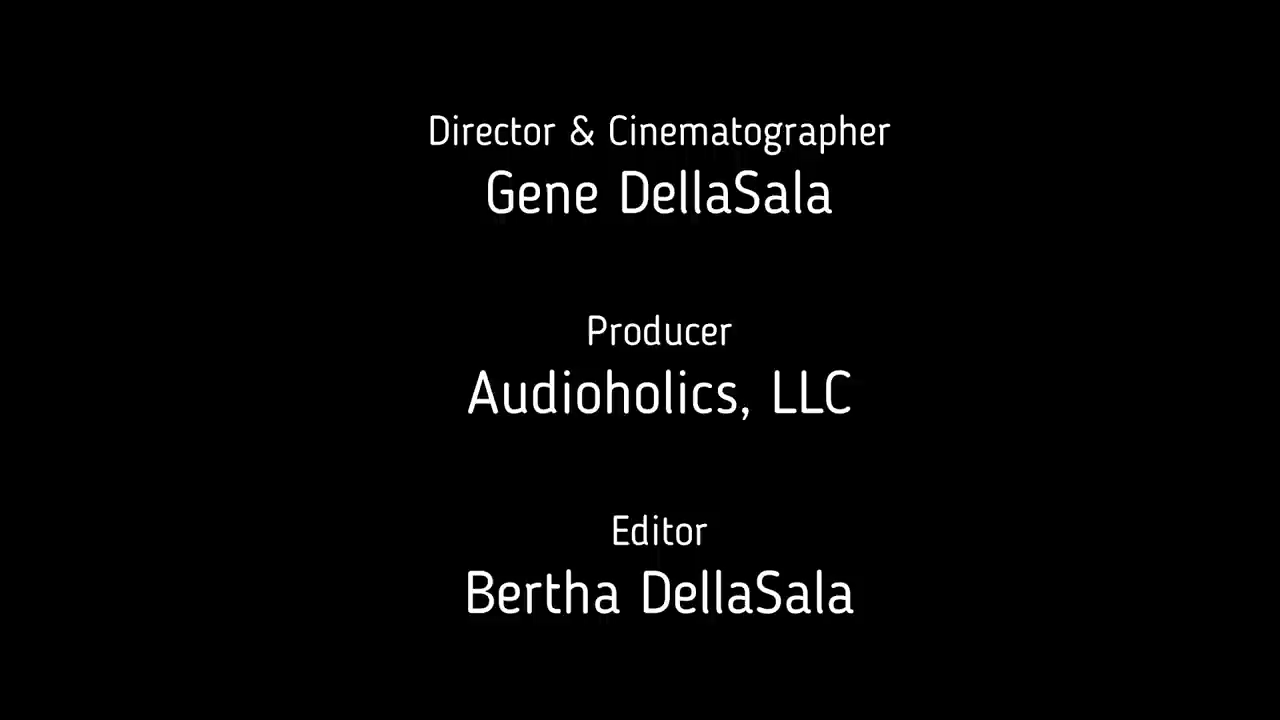 Director & Cinematographer
Gene DellaSala
Producer
Audioholics, LLC
Editor
Bertha DellaSala